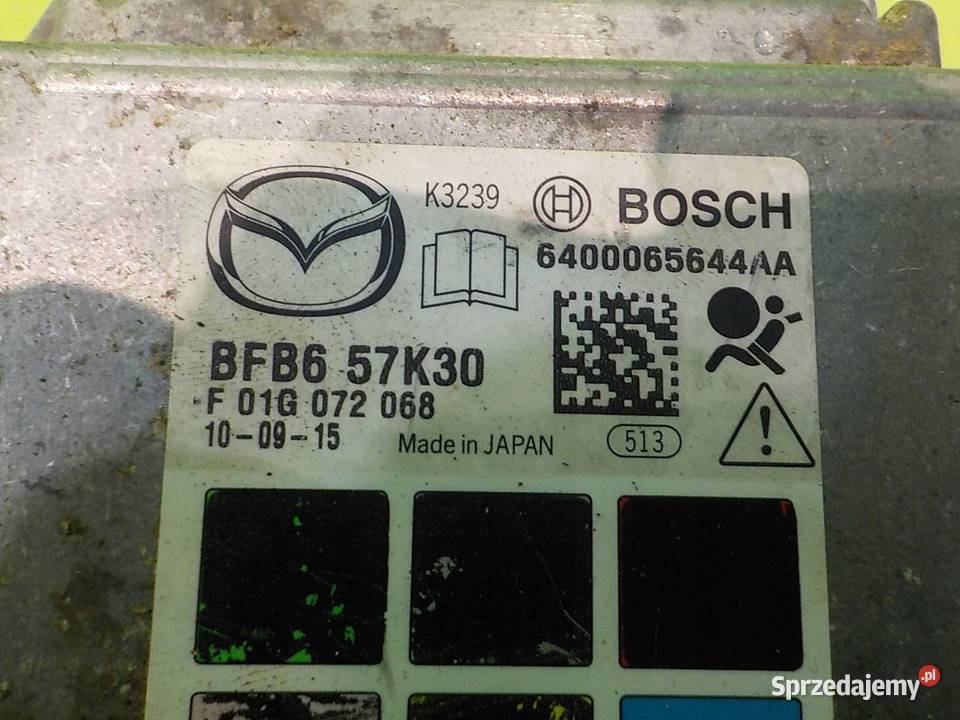 K3239
BOSCH
6400065644AA
BFB6 57K30
F 01G 072 068
10-09-15
Made in JAPAN
513
Sprzedajemy.pl